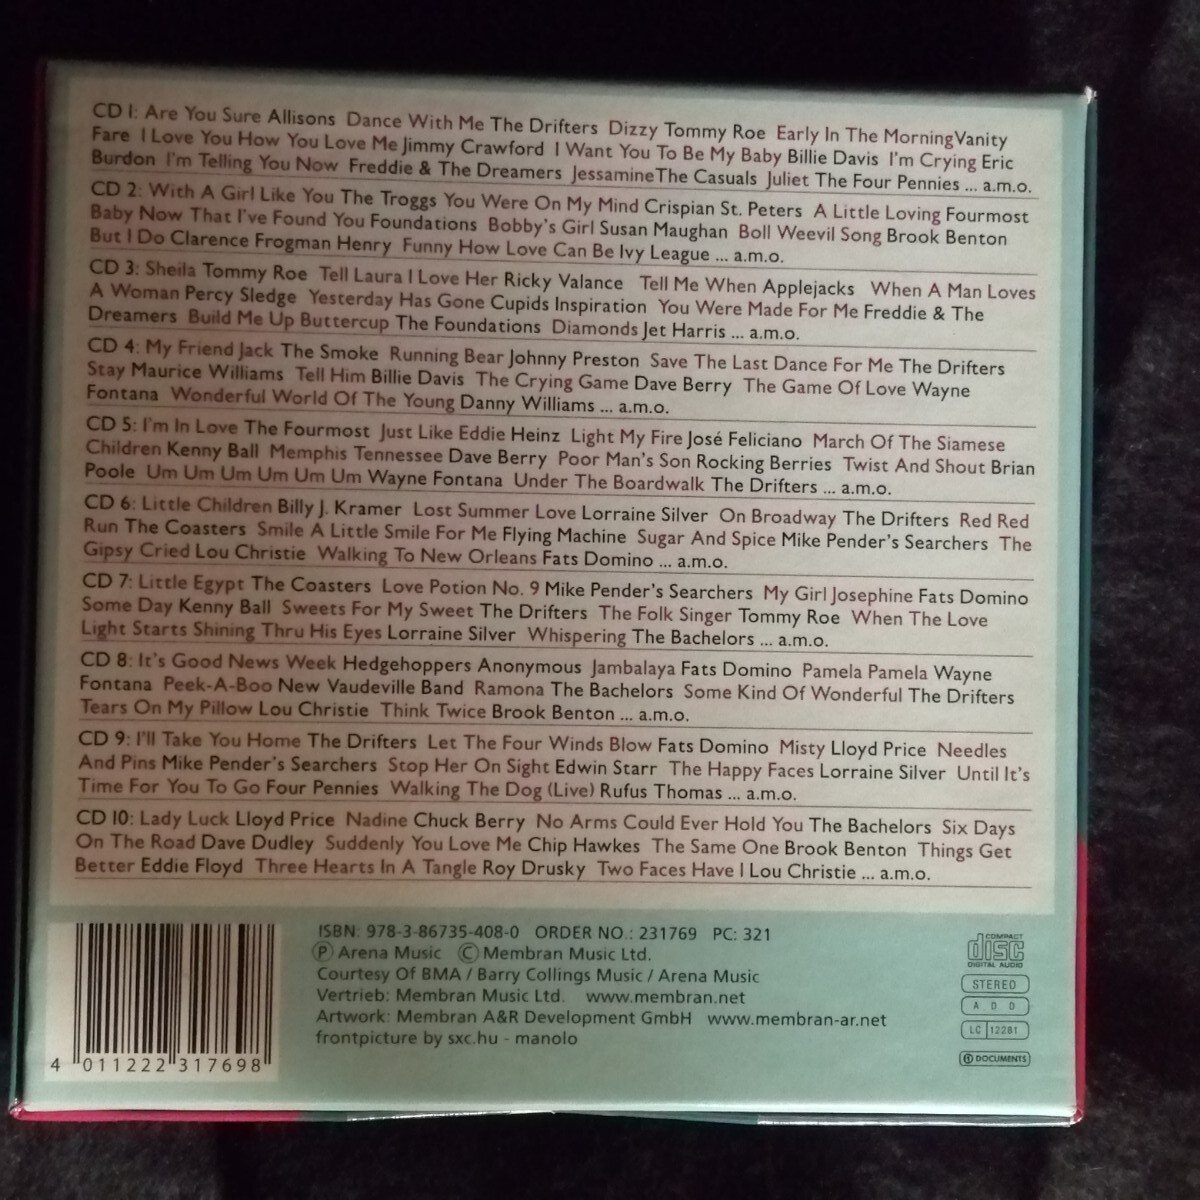 CD 1: Are You Sure Allisons Dance With Me The Drifters Dizzy Tommy Roe Early In The MorningVanity
Fare I Love You How You Love Me Jimmy Crawford I Want You To Be My Baby Billie Davis I'm Crying Eric
Burdon I'm Telling You Now Freddie & The Dreamers JessamineThe Casuals Juliet The Four Pennies ... a.m.o.
CD 2: With A Girl Like You The Troggs You Were On My Mind Crispian St. Peters A Little Loving Fourmost
Baby Now That I've Found You Foundations Bobby's Girl Susan Maughan Boll Weevil Song Brook Benton
But I Do Clarence Frogman Henry Funny How Love Can Be Ivy League ... a.m.o.
CD 3: Sheila Tommy Roe Tell Laura I Love Her Ricky Valance Tell Me When Applejacks When A Man Loves
A Woman Percy Sledge Yesterday Has Gone Cupids Inspiration You Were Made For Me Freddie & The
Dreamers Build Me Up Buttercup The Foundations Diamonds Jet Harris ... a.m.o.
CD 4: My Friend Jack The Smoke Running Bear Johnny Preston Save The Last Dance For Me The Drifters
Stay Maurice Williams Tell Him Billie Davis The Crying Game Dave Berry The Game Of Love Wayne
Fontana Wonderful World Of The Young Danny Williams ... a.m.o.
CD 5: I'm In Love The Fourmost Just Like Eddie Heinz Light My Fire José Feliciano March Of The Siamese
Children Kenny Ball Memphis Tennessee Dave Berry Poor Man's Son Rocking Berries Twist And Shout Brian
Poole Um Um Um Um Um Um Wayne Fontana Under The Boardwalk The Drifters ... a.m.o.
CD 6: Little Children Billy J. Kramer Lost Summer Love Lorraine Silver On Broadway The Drifters Red Red
Run The Coasters Smile A Little Smile For Me Flying Machine Sugar And Spice Mike Pender's Searchers The
Gipsy Cried Lou Christie Walking To New Orleans Fats Domino ... a.m.o.
CD 7: Little Egypt The Coasters Love Potion No. 9 Mike Pender's Searchers My Girl Josephine Fats Domino
Some Day Kenny Ball Sweets For My Sweet The Drifters The Folk Singer Tommy Roe When The Love
Light Starts Shining Thru His Eyes Lorraine Silver Whispering The Bachelors ... a.m.o.
CD 8: It's Good News Week Hedgehoppers Anonymous Jambalaya Fats Domino Pamela Pamela Wayne
Fontana Peek-A-Boo New Vaudeville Band Ramona The Bachelors Some Kind Of Wonderful The Drifters
Tears On My Pillow Lou Christie Think Twice Brook Benton ... a.m.o.
CD 9: I'll Take You Home The Drifters Let The Four Winds Blow Fats Domino Misty Lloyd Price Needles
And Pins Mike Pender's Searchers Stop Her On Sight Edwin Starr The Happy Faces Lorraine Silver Until It's
Time For You To Go Four Pennies Walking The Dog (Live) Rufus Thomas ... a.m.o.
CD 10: Lady Luck Lloyd Price Nadine Chuck Berry No Arms Could Ever Hold You The Bachelors Six Days
On The Road Dave Dudley Suddenly You Love Me Chip Hawkes The Same One Brook Benton Things Get
Better Eddie Floyd Three Hearts In A Tangle Roy Drusky Two Faces Have I Lou Christie ... a.m.o.
ISBN: 978-3-86735-408-0 ORDER NO.: 231769 PC: 321
Ⓟ Arena Music Ⓒ Membran Music Ltd.
Courtesy Of BMA / Barry Collings Music / Arena Music
Vertrieb: Membran Music Ltd. www.membran.net
Artwork: Membran A&R Development GmbH www.membran-ar.net
frontpicture by sxc.hu - manolo
4 011222 317698
COMPACT
disc
DIGITAL AUDIO
STEREO
A D D
LC 12281
DOCUMENTS